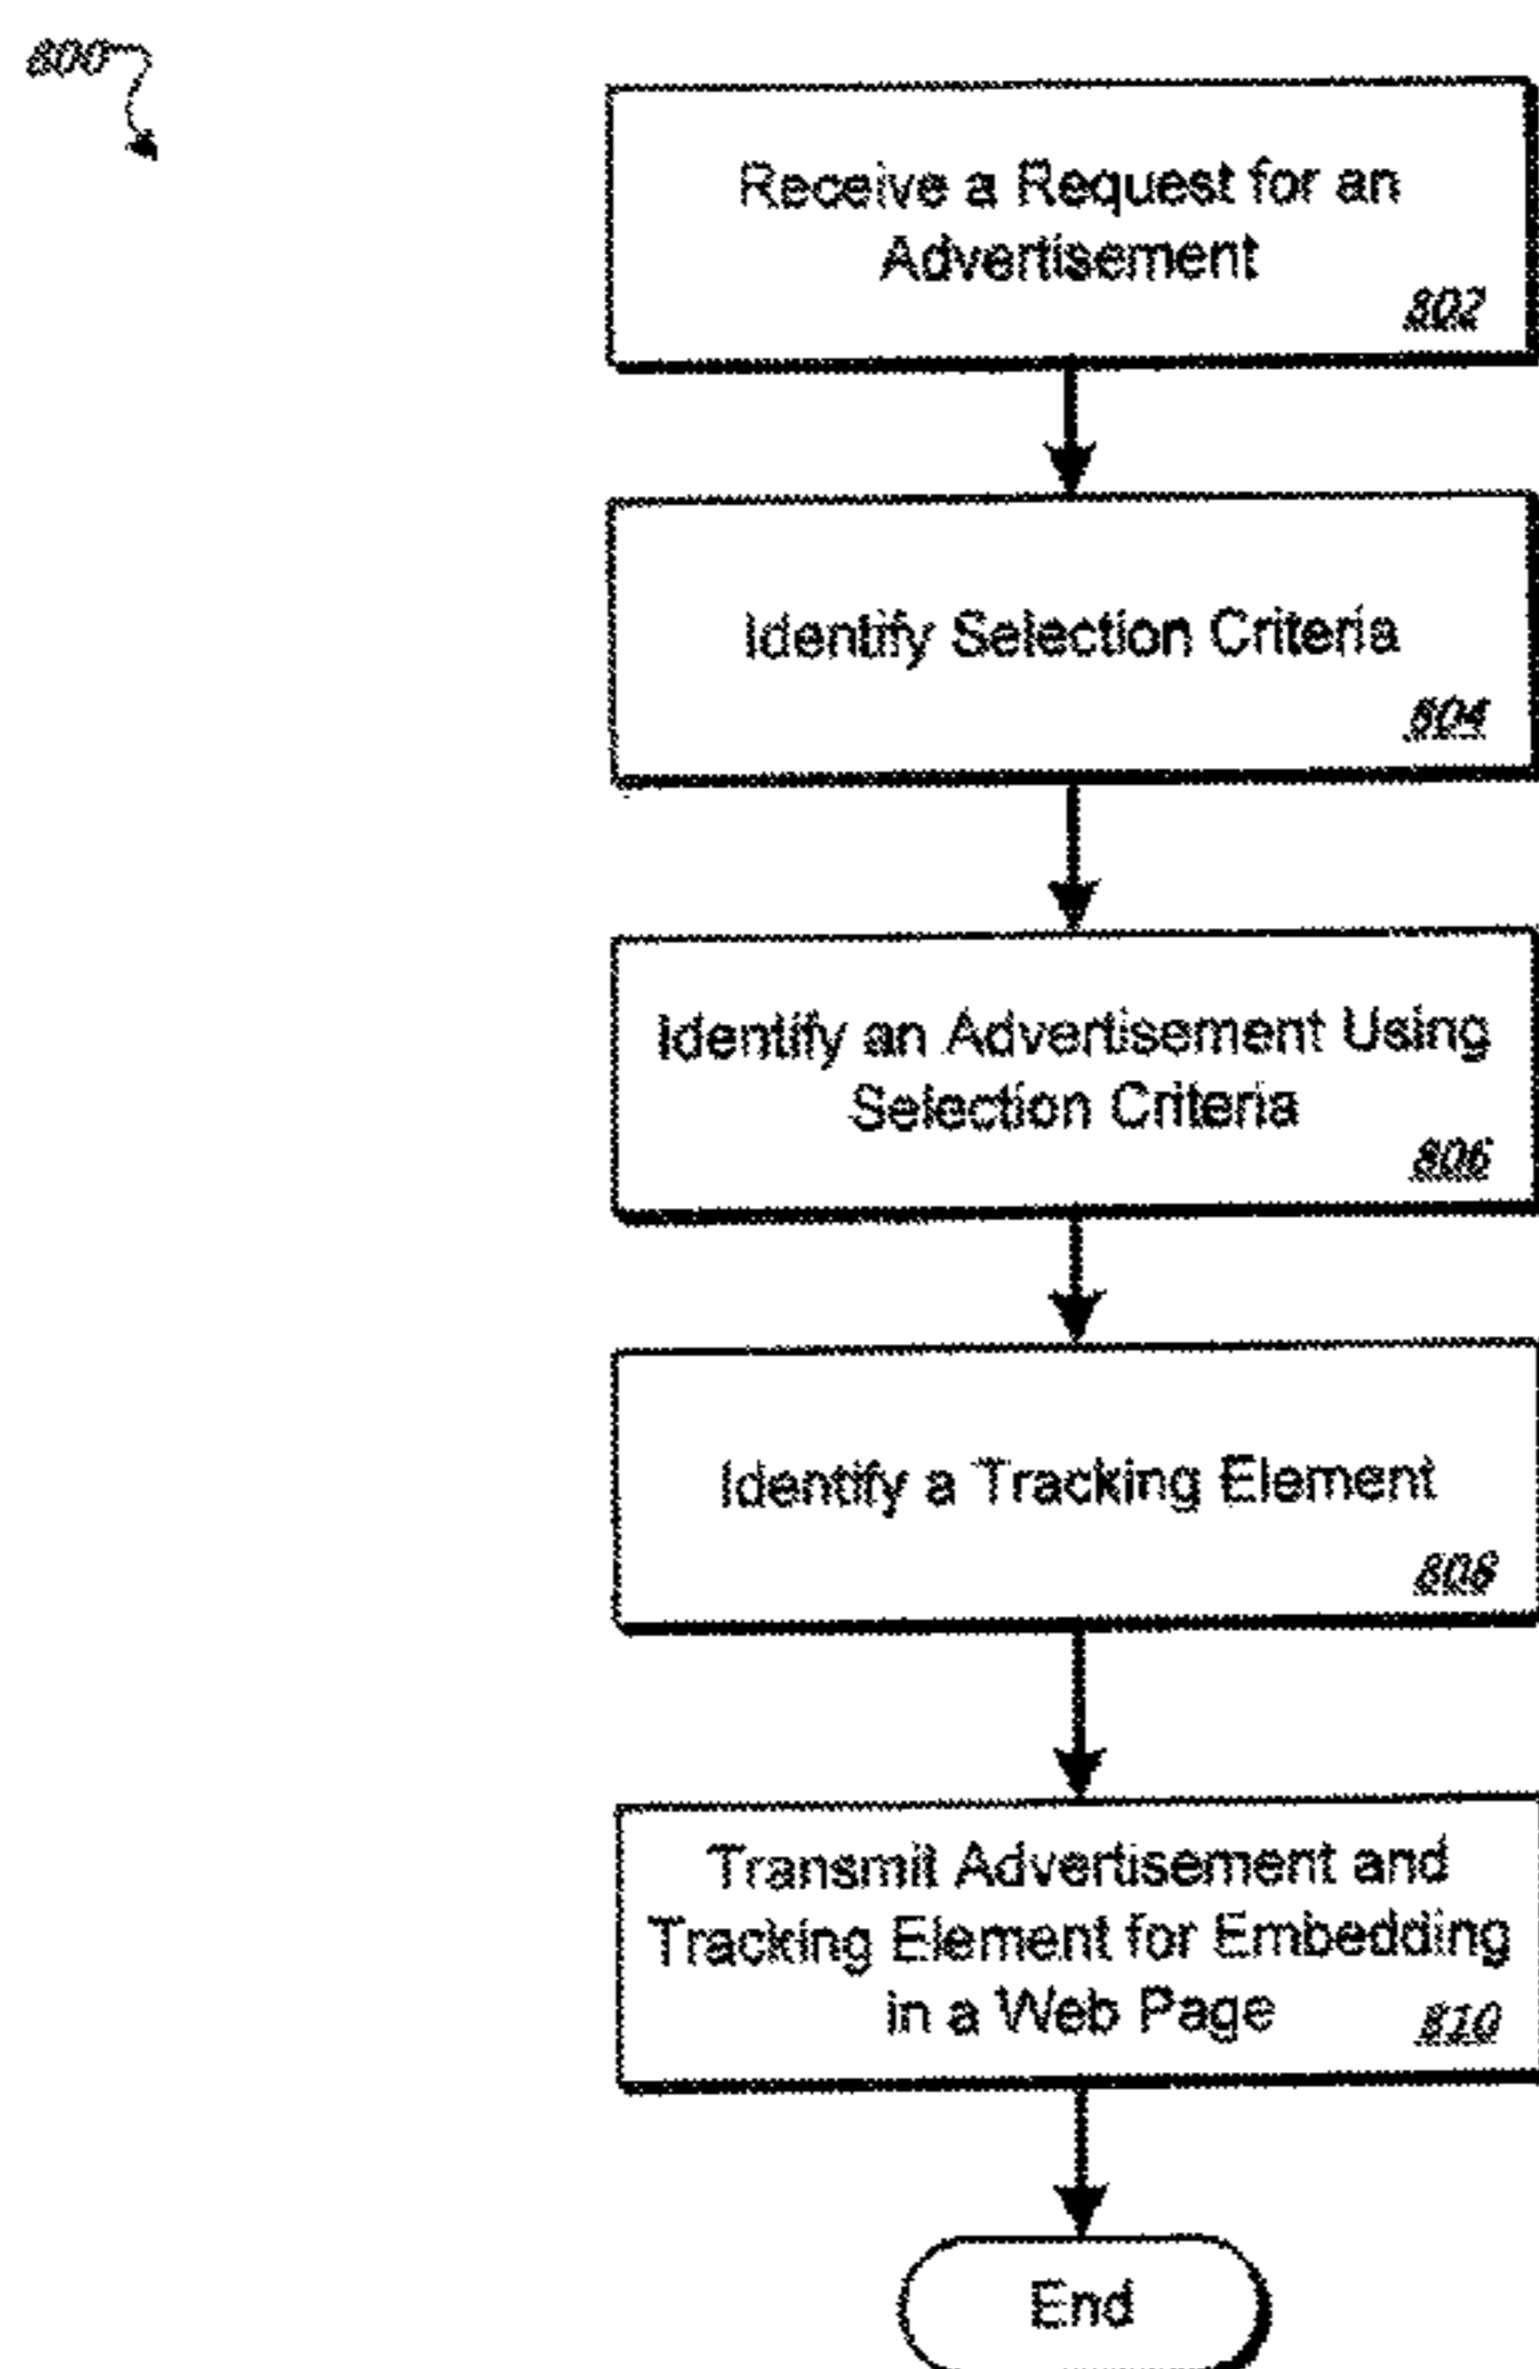 800
Receive a Request for an
Advertisement
802
Identify Selection Criteria
804
Identify an Advertisement Using
Selection Criteria
806
Identify a Tracking Element
808
Transmit Advertisement and
Tracking Element for Embedding
in a Web Page
810
End